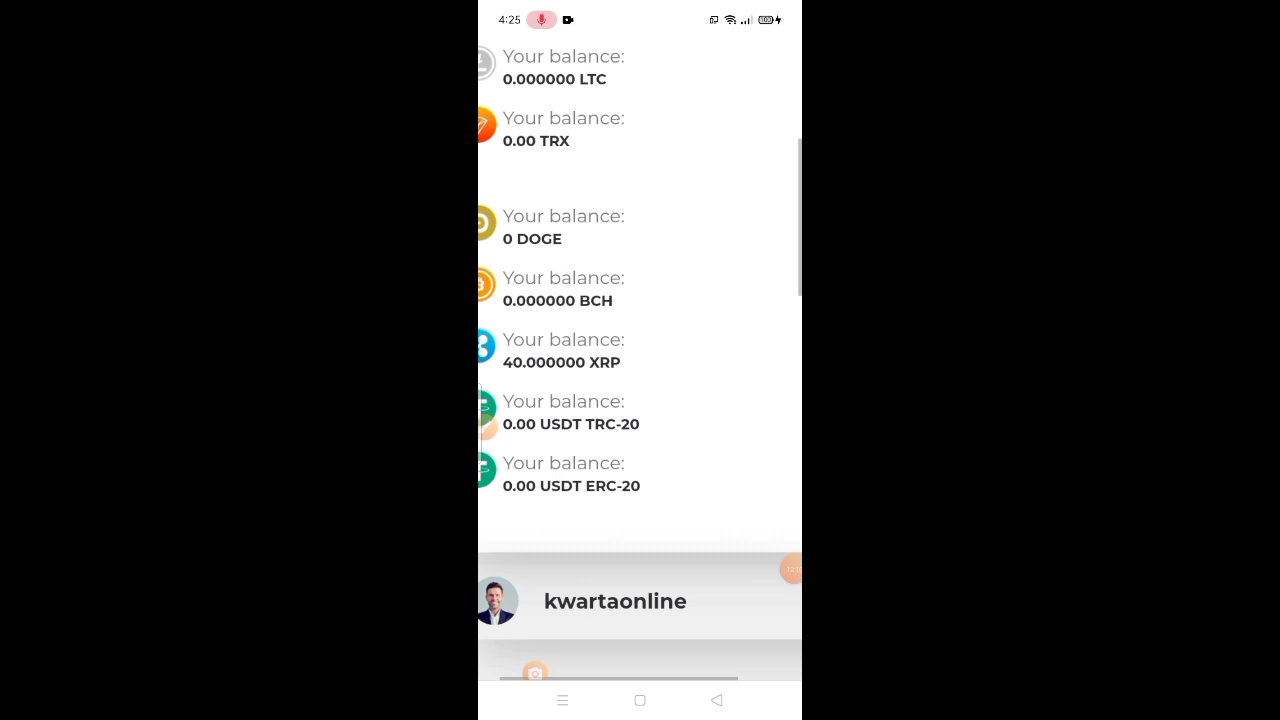 4:25
Your balance:
0.000000 LTC
Your balance:
0.00 TRX
Your balance:
0 DOGE
Your balance:
0.000000 BCH
Your balance:
40.000000 XRP
Your balance:
0.00 USDT TRC-20
Your balance:
0.00 USDT ERC-20
kwartaonline